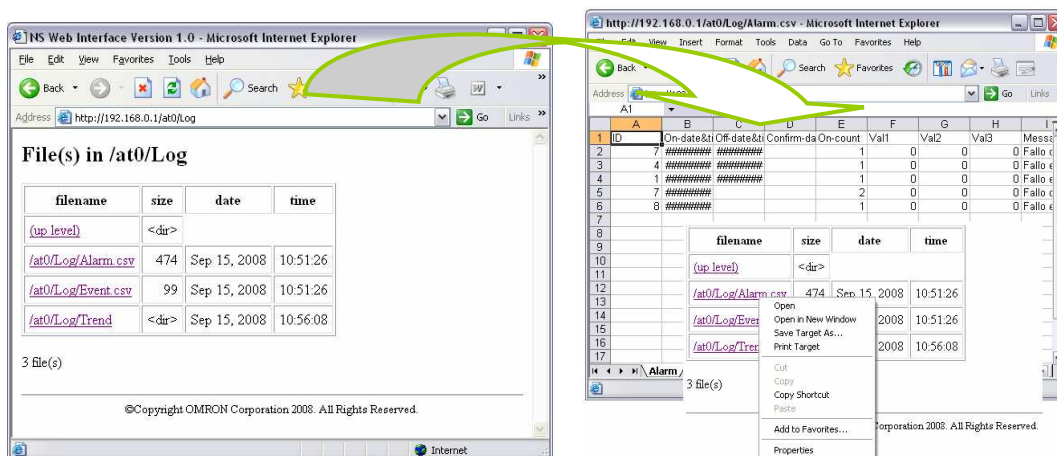 NS Web Interface Version 1.0 - Microsoft Internet Explorer
File Edit View Favorites Tools Help
Back Search
Address http://192.168.0.1/at0/Log Go Links
File(s) in /at0/Log
filename size date time
(up level) <dir>
/at0/Log/Alarm.csv 474 Sep 15, 2008 10:51:26
/at0/Log/Event.csv 99 Sep 15, 2008 10:51:26
/at0/Log/Trend <dir> Sep 15, 2008 10:56:08
3 file(s)
©Copyright OMRON Corporation 2008. All Rights Reserved.
Internet
http://192.168.0.1/at0/Log/Alarm.csv - Microsoft Internet Explorer
Edit View Insert Format Tools Data Go To Favorites Help
Back Search Favorites
Address Go Links
A1
A B C D E F G H I
1 ID On-date&ti Off-date&ti Confirm-da On-count Val1 Val2 Val3 Messa
2 7 ######## ######## 1 0 0 0 Fallo
3 4 ######## ######## 1 0 0 0 Fallo
4 1 ######## ######## 1 0 0 0 Fallo e
5 7 ######## 2 0 0 0 Fallo
6 8 ######## 1 0 0 0 Fallo e
7
8
9
10
11
12
13
14
15
16
17
Alarm
filename size date time
(up level) <dir>
/at0/Log/Alarm.csv 474 Sep 15, 2008 10:51:26
/at0/Log/Ever 2008 10:51:26
/at0/Log/Tren 2008 10:56:08
3 file(s)
Open
Open in New Window
Save Target As...
Print Target
Cut
Copy
Copy Shortcut
Paste
Add to Favorites...
Properties
Corporation 2008. All Rights Reserved.